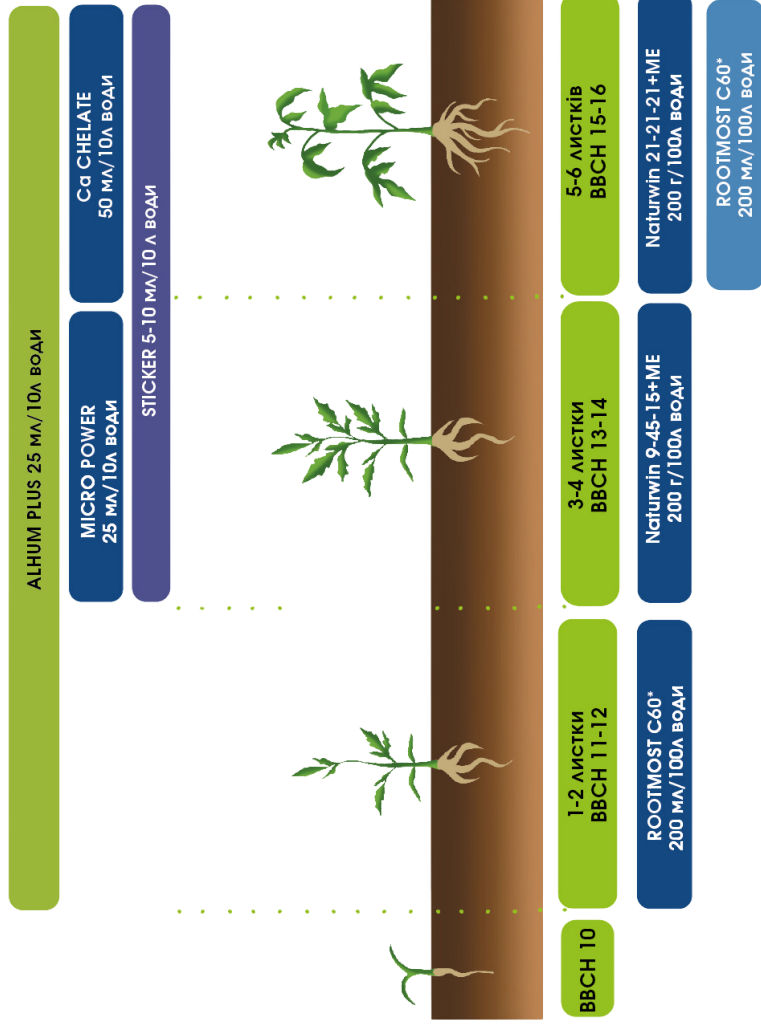 ALHUM PLUS 25 мл/10л води
MICRO POWER
25 мл/10л води
Ca CHELATE
50 мл/10л води
STICKER 5-10 мл/10 л води
BBCH 10
1-2 листки
BBCH 11-12
3-4 листки
BBCH 13-14
5-6 листків
BBCH 15-16
ROOTMOST C60*
200 мл/100л води
Naturwin 9-45-15+ME
200 г/100л води
Naturwin 21-21-21+ME
200 г/100л води
ROOTMOST C60*
200 мл/100л води